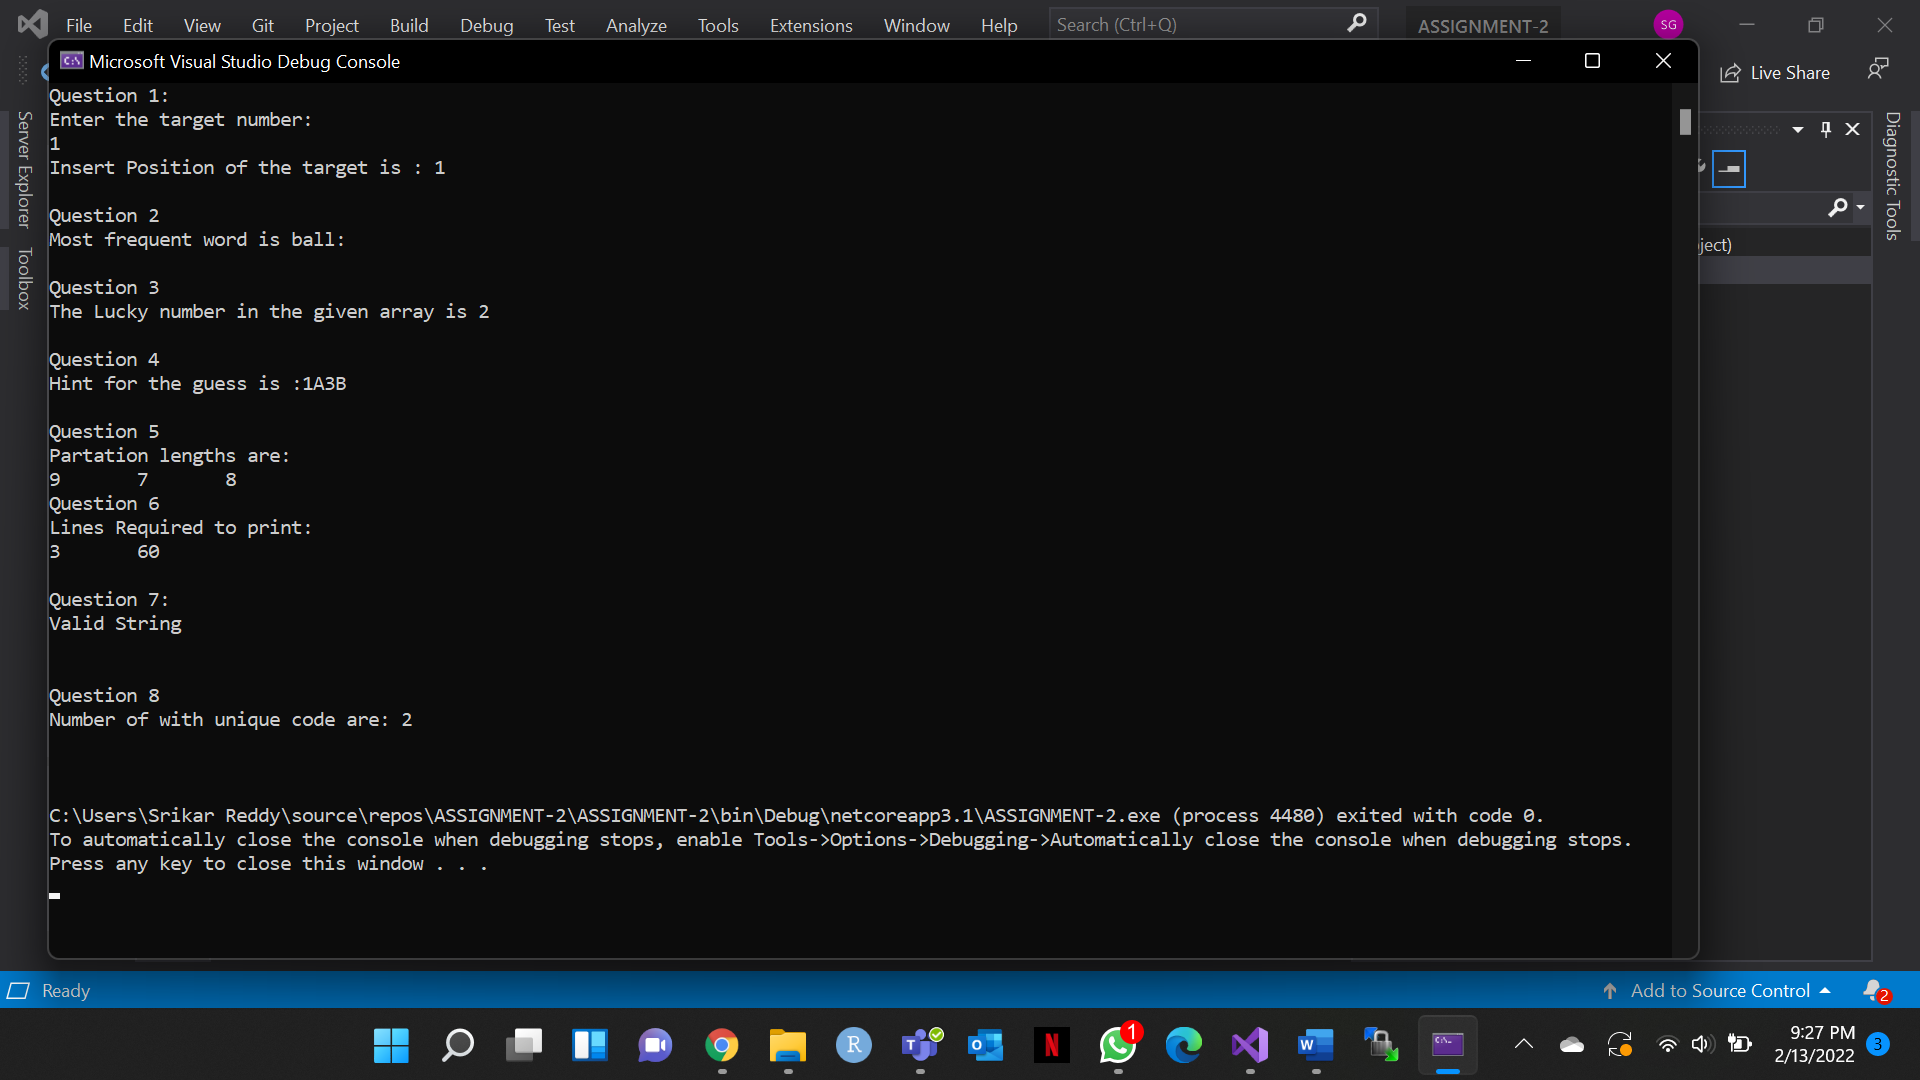 File Edit View Git Project Build Debug Test Analyze Tools Extensions Window Help Search (Ctrl+Q) ASSIGNMENT-2 SG
Microsoft Visual Studio Debug Console
Live Share
Server Explorer
Toolbox
Diagnostic Tools
ject)
Question 1:
Enter the target number:
1
Insert Position of the target is : 1
Question 2
Most frequent word is ball:
Question 3
The Lucky number in the given array is 2
Question 4
Hint for the guess is :1A3B
Question 5
Partation lengths are:
9 7 8
Question 6
Lines Required to print:
3 60
Question 7:
Valid String
Question 8
Number of with unique code are: 2
C:\Users\Srikar Reddy\source\repos\ASSIGNMENT-2\ASSIGNMENT-2\bin\Debug\netcoreapp3.1\ASSIGNMENT-2.exe (process 4480) exited with code 0.
To automatically close the console when debugging stops, enable Tools->Options->Debugging->Automatically close the console when debugging stops.
Press any key to close this window . . .
Ready
Add to Source Control
2
R
T
N
1
W
C:\_
9:27 PM
2/13/2022
3